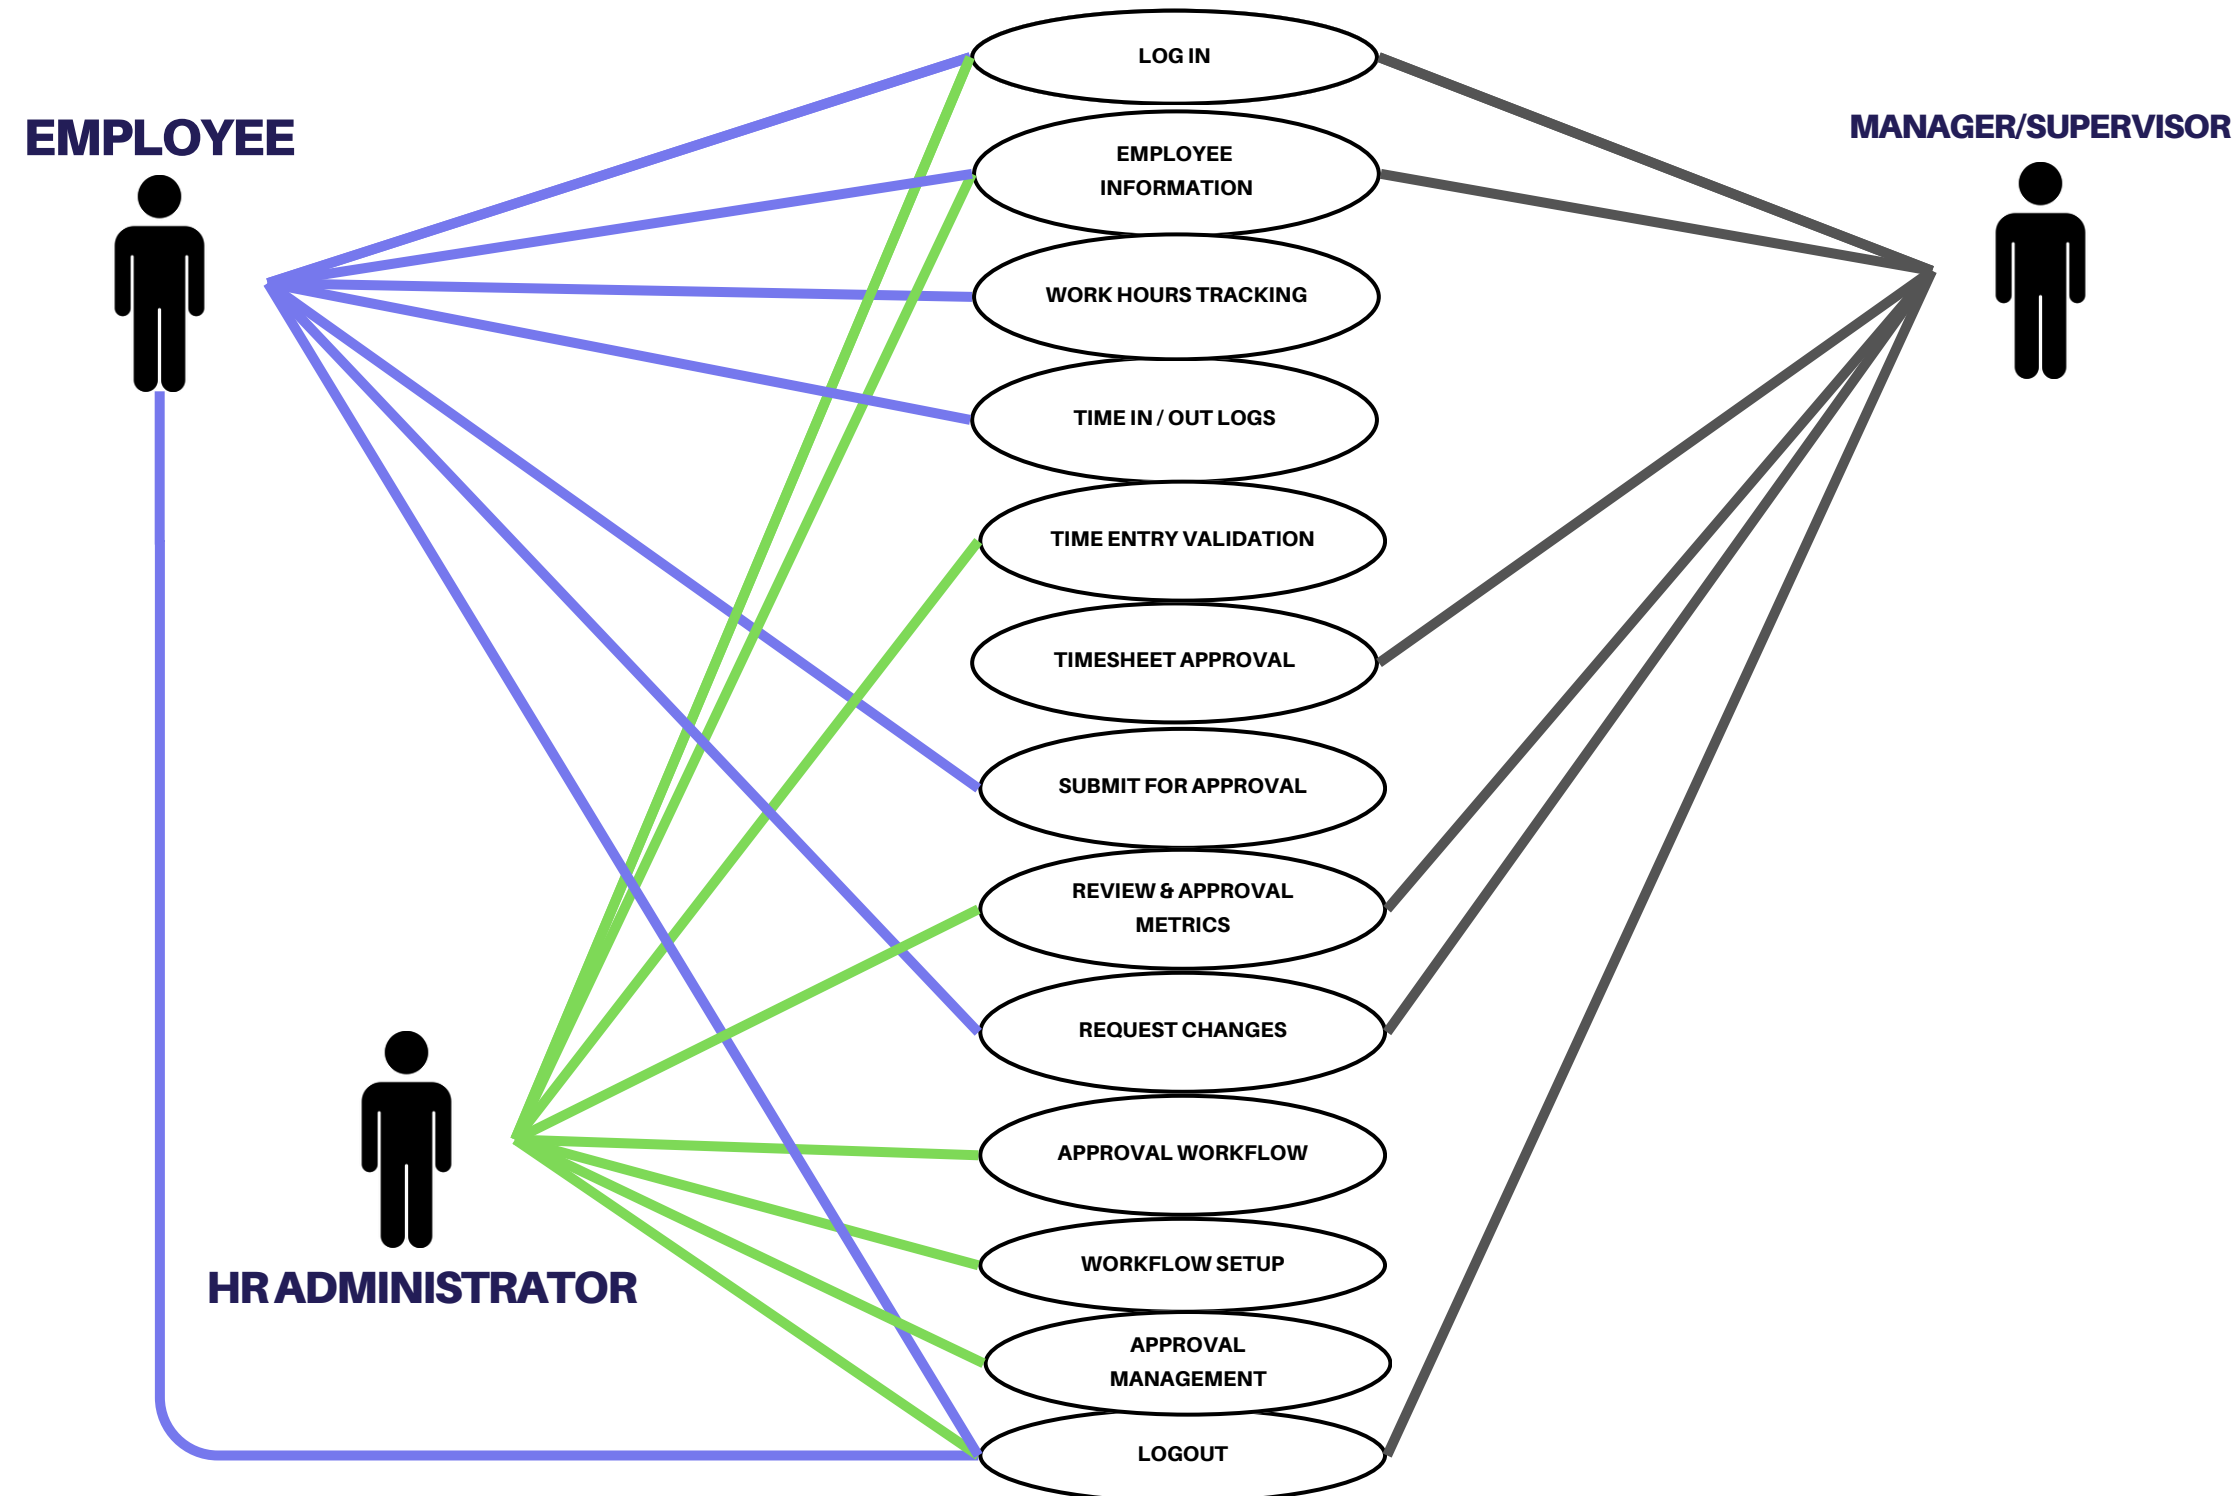 LOG IN
EMPLOYEE
MANAGER/SUPERVISOR
EMPLOYEE
INFORMATION
WORK HOURS TRACKING
TIME IN / OUT LOGS
TIME ENTRY VALIDATION
TIMESHEET APPROVAL
SUBMIT FOR APPROVAL
REVIEW & APPROVAL
METRICS
REQUEST CHANGES
APPROVAL WORKFLOW
WORKFLOW SETUP
HR ADMINISTRATOR
APPROVAL
MANAGEMENT
LOGOUT